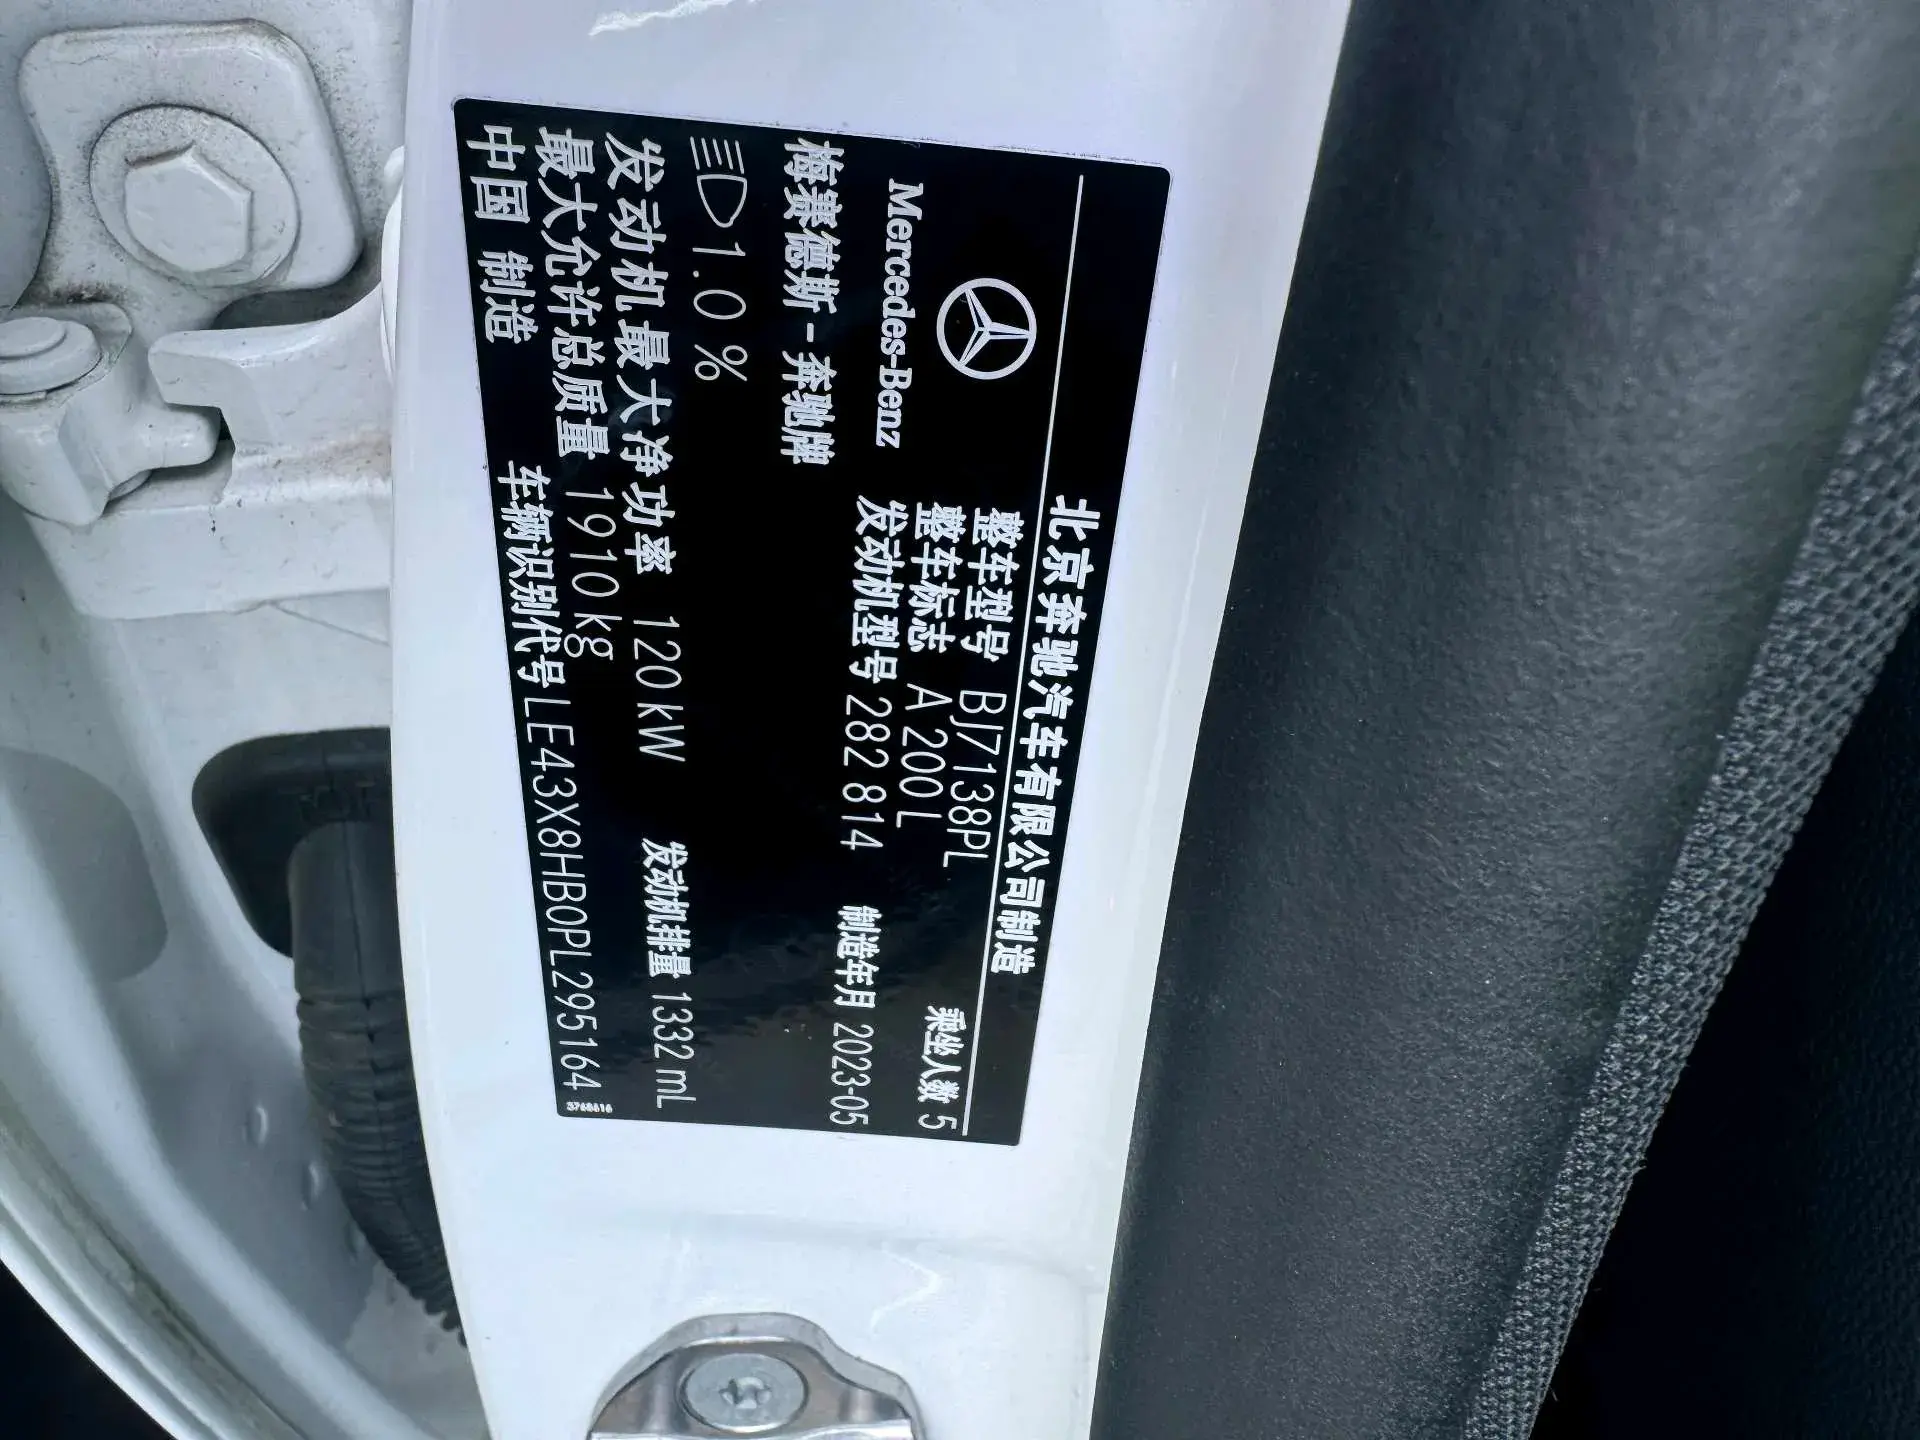 北京奔驰汽车有限公司制造
Mercedes-Benz
整车型号 BJ7138PL
整车标志 A 200 L 乘坐人数 5
发动机型号 282 814 制造年月 2023-05
梅赛德斯-奔驰牌
1.0 %
发动机最大净功率 120 kW 发动机排量 1332 mL
最大允许总质量 1910 kg
中国 制造 车辆识别代号 LE43X8HB0PL295164
3768616